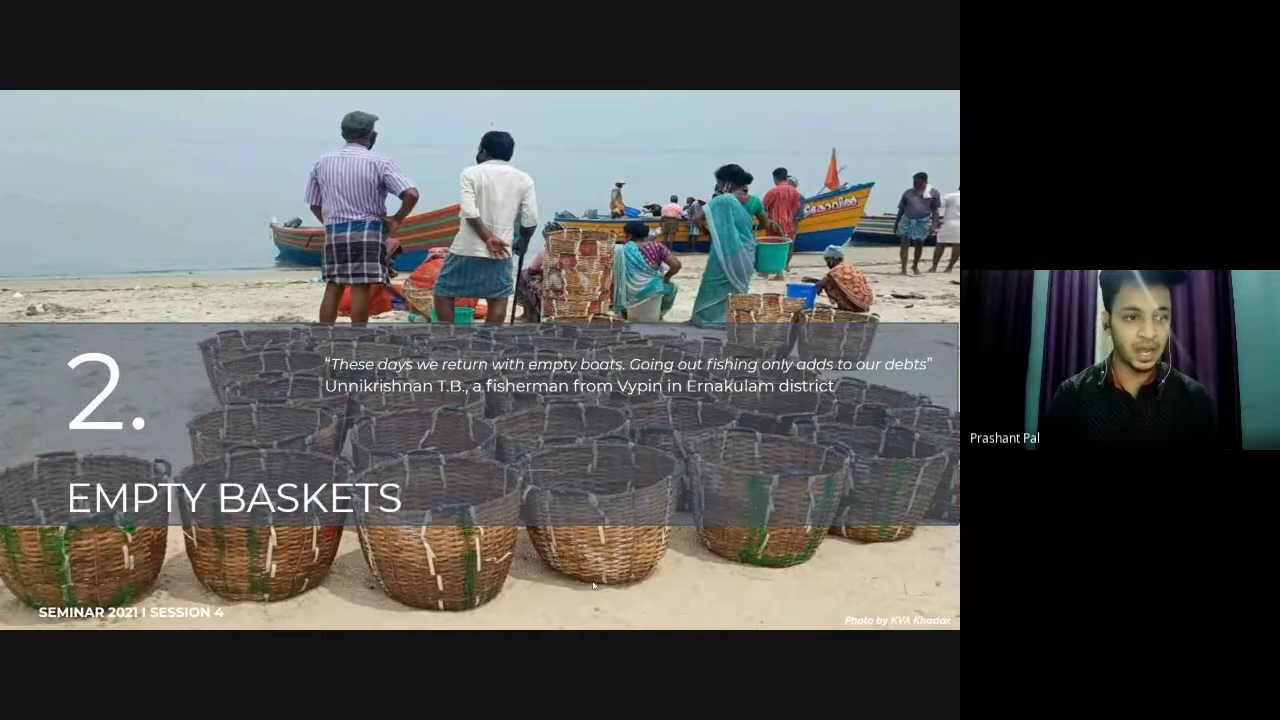 കോവിൽ
2.
“These days we return with empty boats. Going out fishing only adds to our debts”
Unnikrishnan T.B., a fisherman from Vypin in Ernakulam district
EMPTY BASKETS
SEMINAR 2021 I SESSION 4
Photo by KVA Khadar.
Prashant Pal